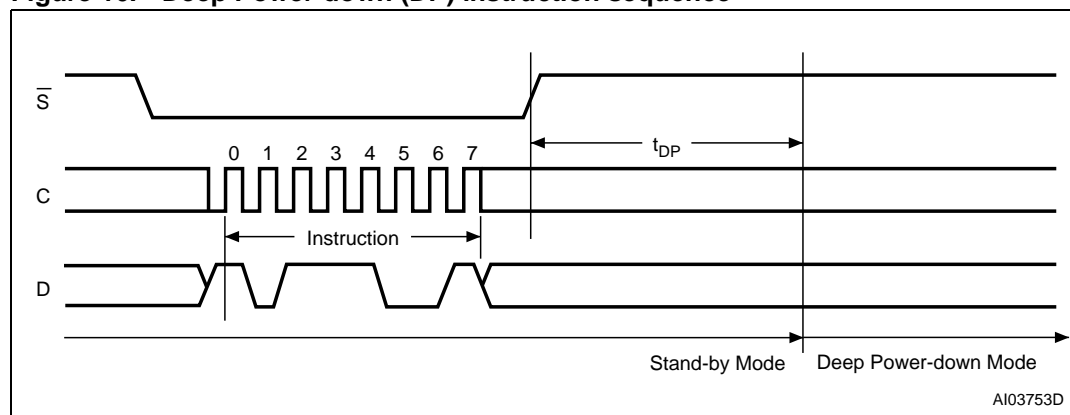 Figure 16. Deep Power-down (DP) instruction sequence
S
0 1 2 3 4 5 6 7
tDP
C
Instruction
D
Stand-by Mode Deep Power-down Mode
AI03753D